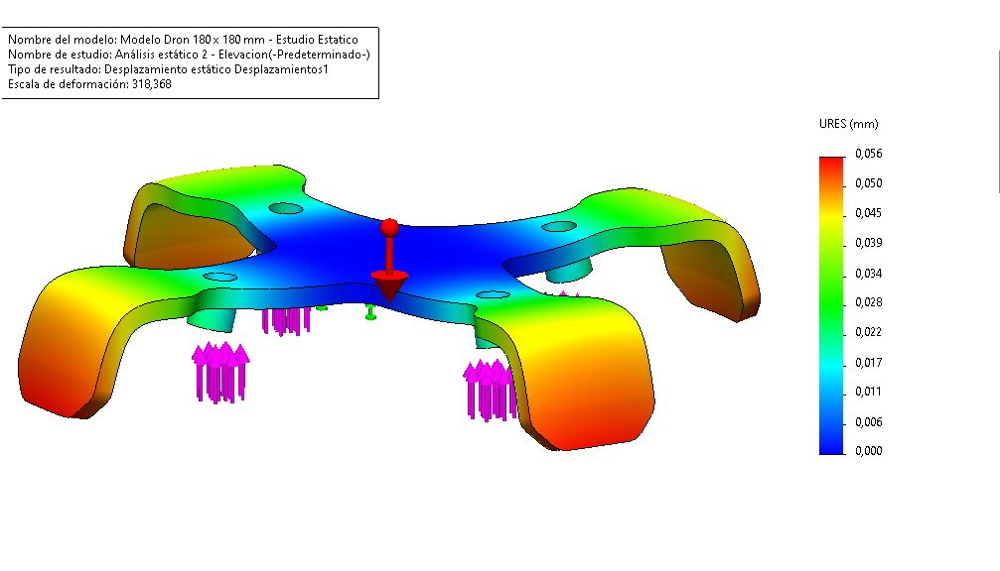 Nombre del modelo: Modelo Dron 180 x 180 mm - Estudio Estatico
Nombre de estudio: Análisis estático 2 - Elevacion(-Predeterminado-)
Tipo de resultado: Desplazamiento estático Desplazamientos1
Escala de deformación: 318,368
URES (mm)
0,056
0,050
0,045
0,039
0,034
0,028
0,022
0,017
0,011
0,006
0,000